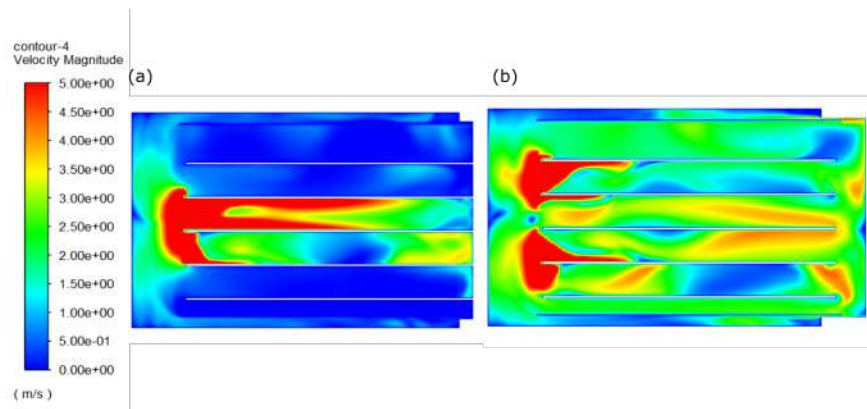 contour-4
Velocity Magnitude
(a)
(b)
5.00e+00
4.50e+00
4.00e+00
3.50e+00
3.00e+00
2.50e+00
2.00e+00
1.50e+00
1.00e+00
5.00e-01
0.00e+00
( m/s )